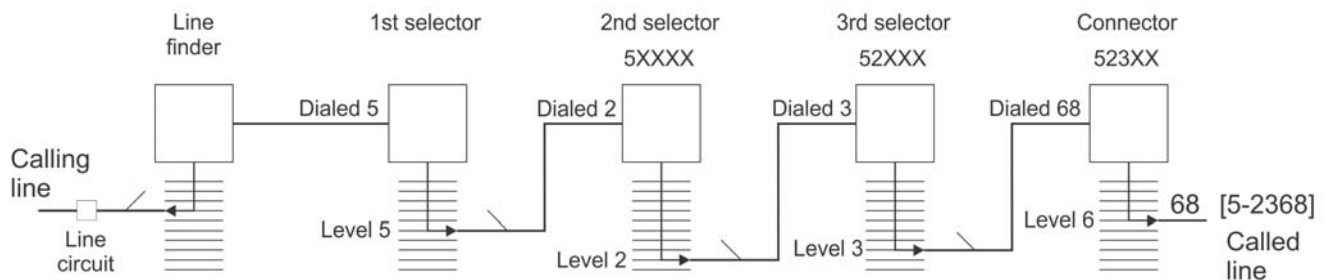 Line
finder
1st selector
2nd selector
5XXXX
3rd selector
52XXX
Connector
523XX
Dialed 5
Dialed 2
Dialed 3
Dialed 68
Calling
line
Line
circuit
Level 5
Level 2
Level 3
Level 6
68 [5-2368]
Called
line